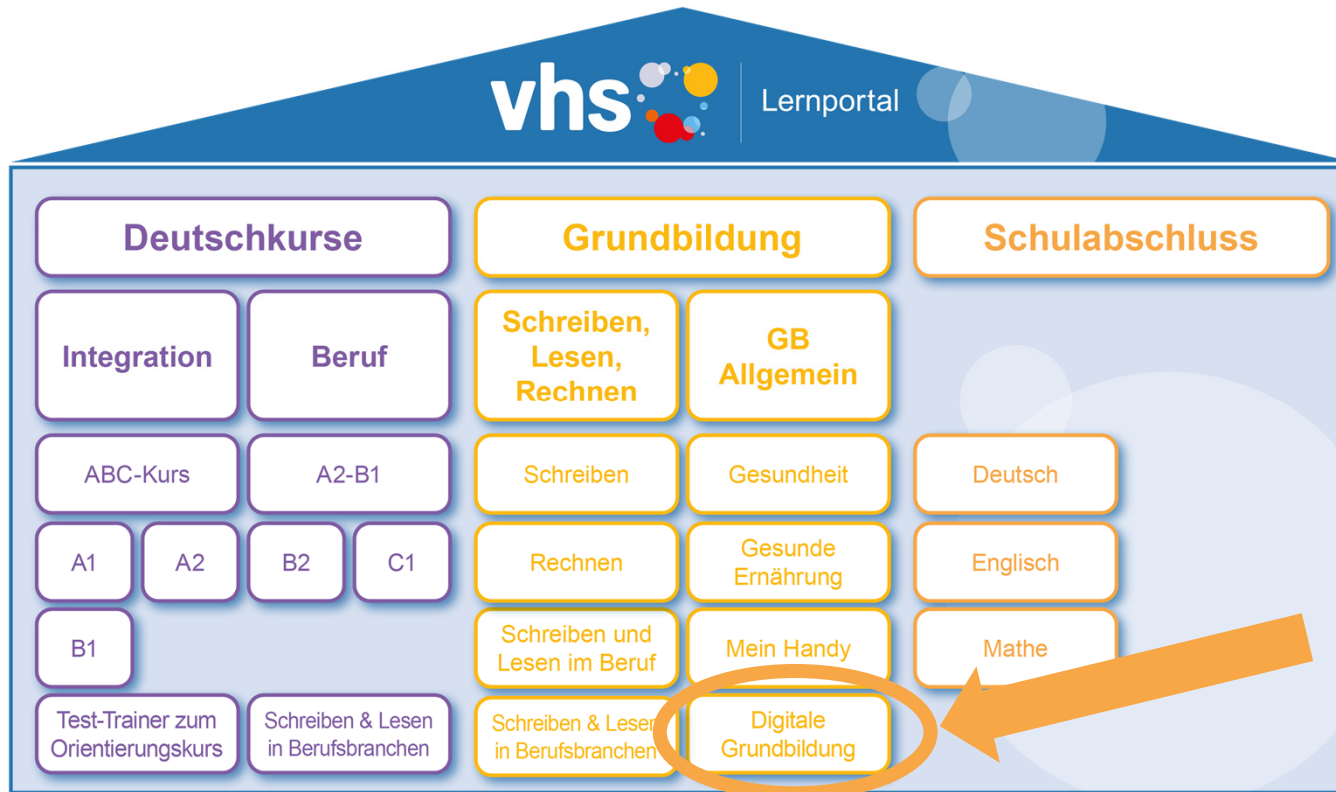 vhs
Lernportal
Deutschkurse
Grundbildung
Schulabschluss
Integration
Beruf
Schreiben,
Lesen,
Rechnen
GB
Allgemein
ABC-Kurs
A2-B1
Schreiben
Gesundheit
Deutsch
A1
A2
B2
C1
Rechnen
Gesunde
Ernährung
Englisch
B1
Schreiben und
Lesen im Beruf
Mein Handy
Mathe
Test-Trainer zum
Orientierungskurs
Schreiben & Lesen
in Berufsbranchen
Schreiben & Lesen
in Berufsbranchen
Digitale
Grundbildung